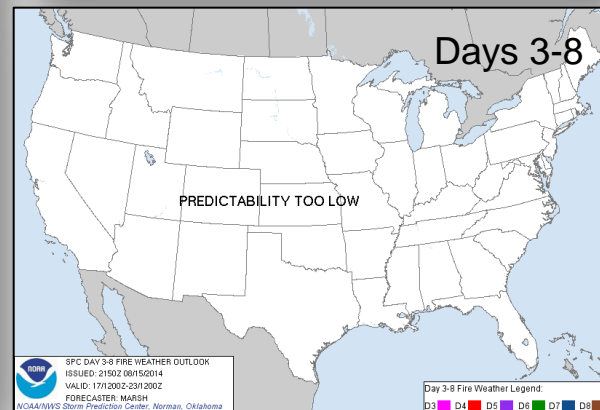 Days 3-8
PREDICTABILITY TOO LOW
NOAA
SPC DAY 3-8 FIRE WEATHER OUTLOOK
ISSUED: 2150Z 08/15/2014
VALID: 17/1200Z-23/1200Z
FORECASTER: MARSH
NOAA/NWS Storm Prediction Center, Norman, Oklahoma
Day 3-8 Fire Weather Legend:
D3 D4 D5 D6 D7 D8